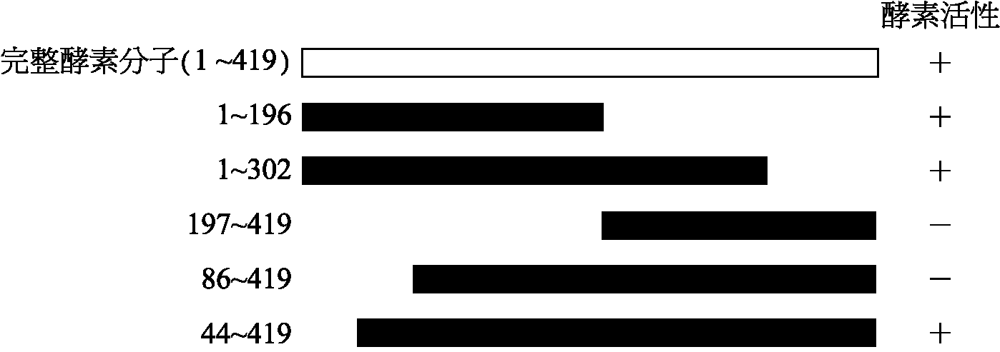 酵素活性
完整酵素分子(1 ~419) +
1~196 +
1~302 +
197~419 −
86~419 −
44~419 +